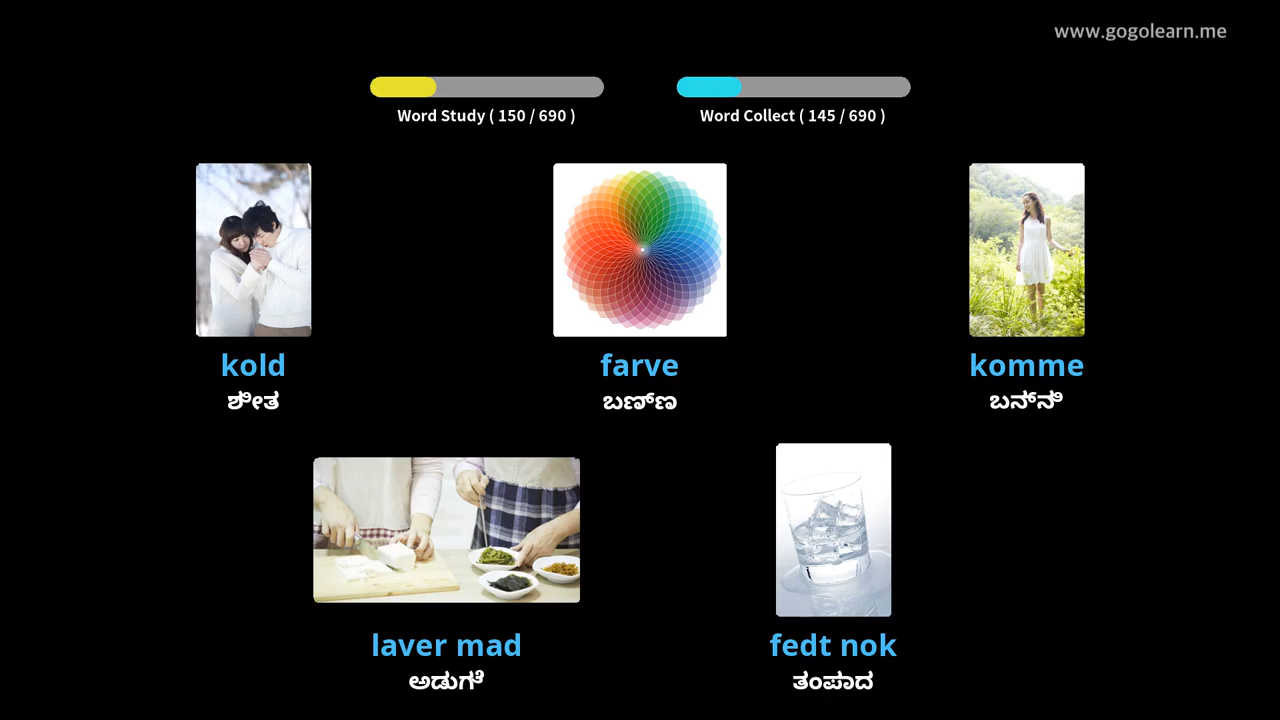 www.gogolearn.me
Word Study ( 150 / 690 )
Word Collect ( 145 / 690 )
kold
ಶೀತ
farve
ಬಣ್ಣ
komme
ಬನ್ನಿ
laver mad
ಅಡುಗೆ
fedt nok
ತಂಪಾದ